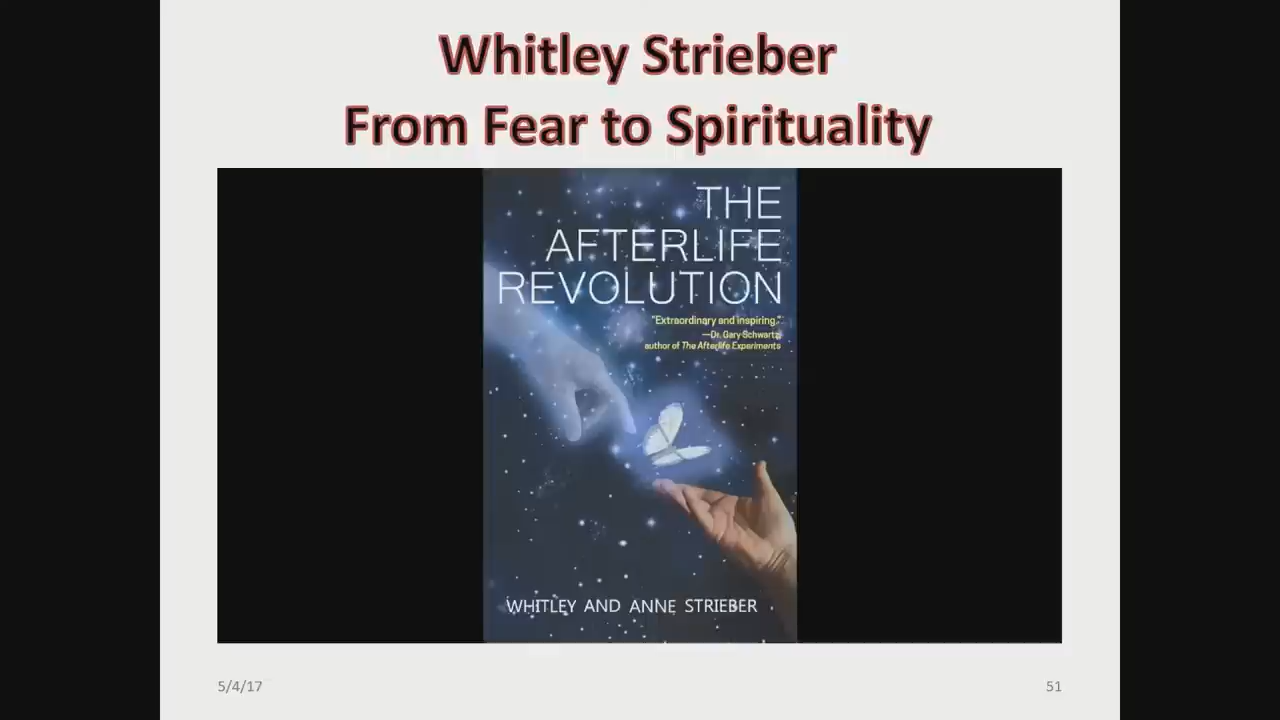 Whitley Strieber
From Fear to Spirituality
THE
AFTERLIFE
REVOLUTION
"Extraordinary and inspiring."
—Dr. Gary Schwartz
author of The Afterlife Experiments
WHITLEY AND ANNE STRIEBER
5/4/17
51